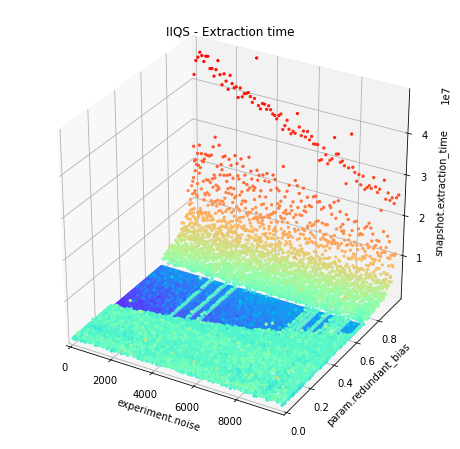 IIQS - Extraction time
1e7
4
3
2
1
snapshot.extraction_time
0.8
0.6
0.4
0.2
0.0
param.redundant_bias
0
2000
4000
6000
8000
experiment.noise